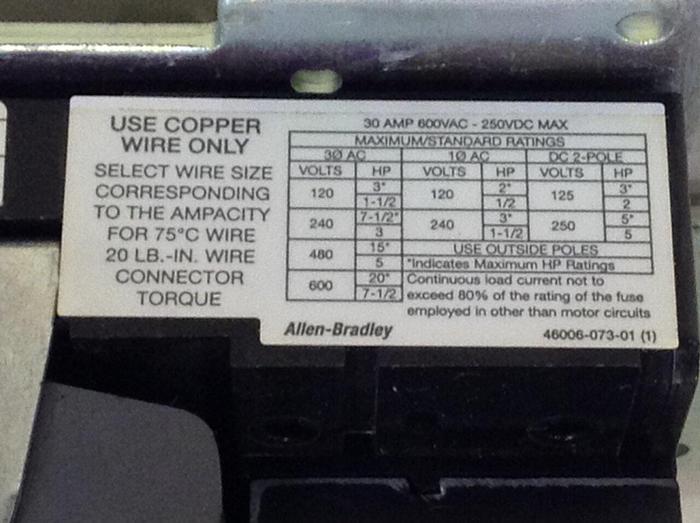 USE COPPER
WIRE ONLY
SELECT WIRE SIZE
CORRESPONDING
TO THE AMPACITY
FOR 75°C WIRE
20 LB.-IN. WIRE
CONNECTOR
TORQUE
30 AMP 600VAC - 250VDC MAX
MAXIMUM/STANDARD RATINGS
3Ø AC 1Ø AC DC 2-POLE
VOLTS HP VOLTS HP VOLTS HP
120 3* 120 2* 125 3*
1-1/2 1/2 2
240 7-1/2* 240 3* 250 5*
3 1-1/2 5
480 15* USE OUTSIDE POLES
5 *Indicates Maximum HP Ratings
600 20* Continuous load current not to
7-1/2 exceed 80% of the rating of the fuse
employed in other than motor circuits
Allen-Bradley 46006-073-01 (1)